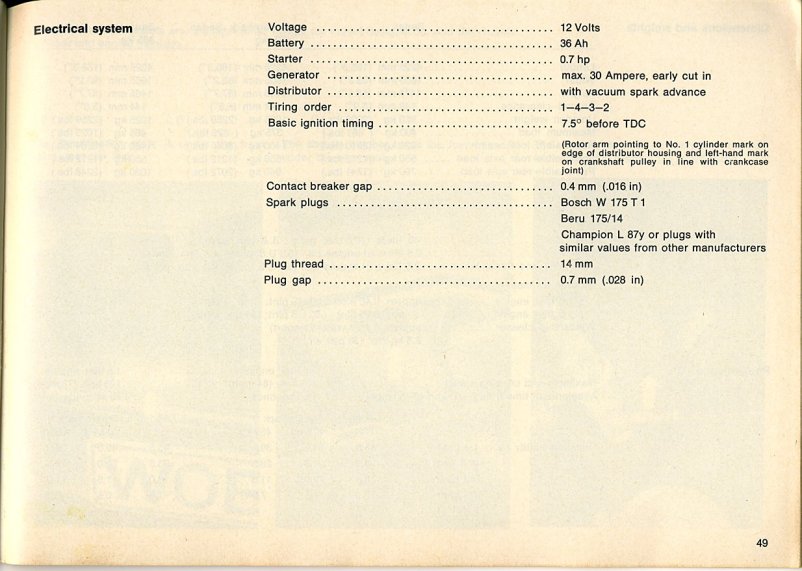 Electrical system
Voltage ........................................ 12 Volts
Battery ........................................ 36 Ah
Starter ........................................ 0.7 hp
Generator ........................................ max. 30 Ampere, early cut in
Distributor ........................................ with vacuum spark advance
Tiring order ........................................ 1—4—3—2
Basic ignition timing ........................................ 7.5° before TDC
(Rotor arm pointing to No. 1 cylinder mark on
edge of distributor housing and left-hand mark
on crankshaft pulley in line with crankcase
joint)
Contact breaker gap ........................................ 0.4 mm (.016 in)
Spark plugs ........................................ Bosch W 175 T 1
Beru 175/14
Champion L 87y or plugs with
similar values from other manufacturers
Plug thread ........................................ 14 mm
Plug gap ........................................ 0.7 mm (.028 in)
49